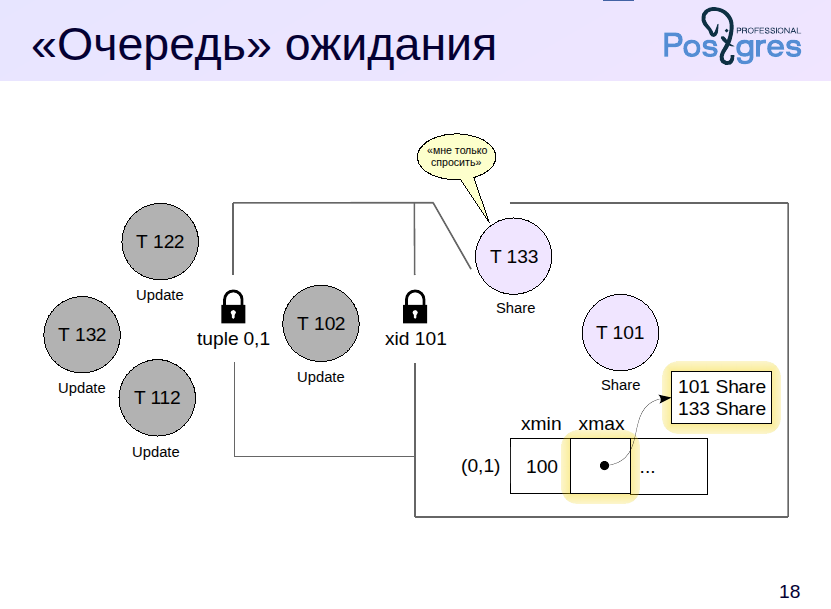 «Очередь» ожидания
PROFESSIONAL
Postgres
«мне только
спросить»
T 122
Update
T 133
Share
T 132
Update
tuple 0,1
T 102
Update
xid 101
T 101
Share
T 112
Update
101 Share
133 Share
xmin xmax
(0,1) 100 ...
18